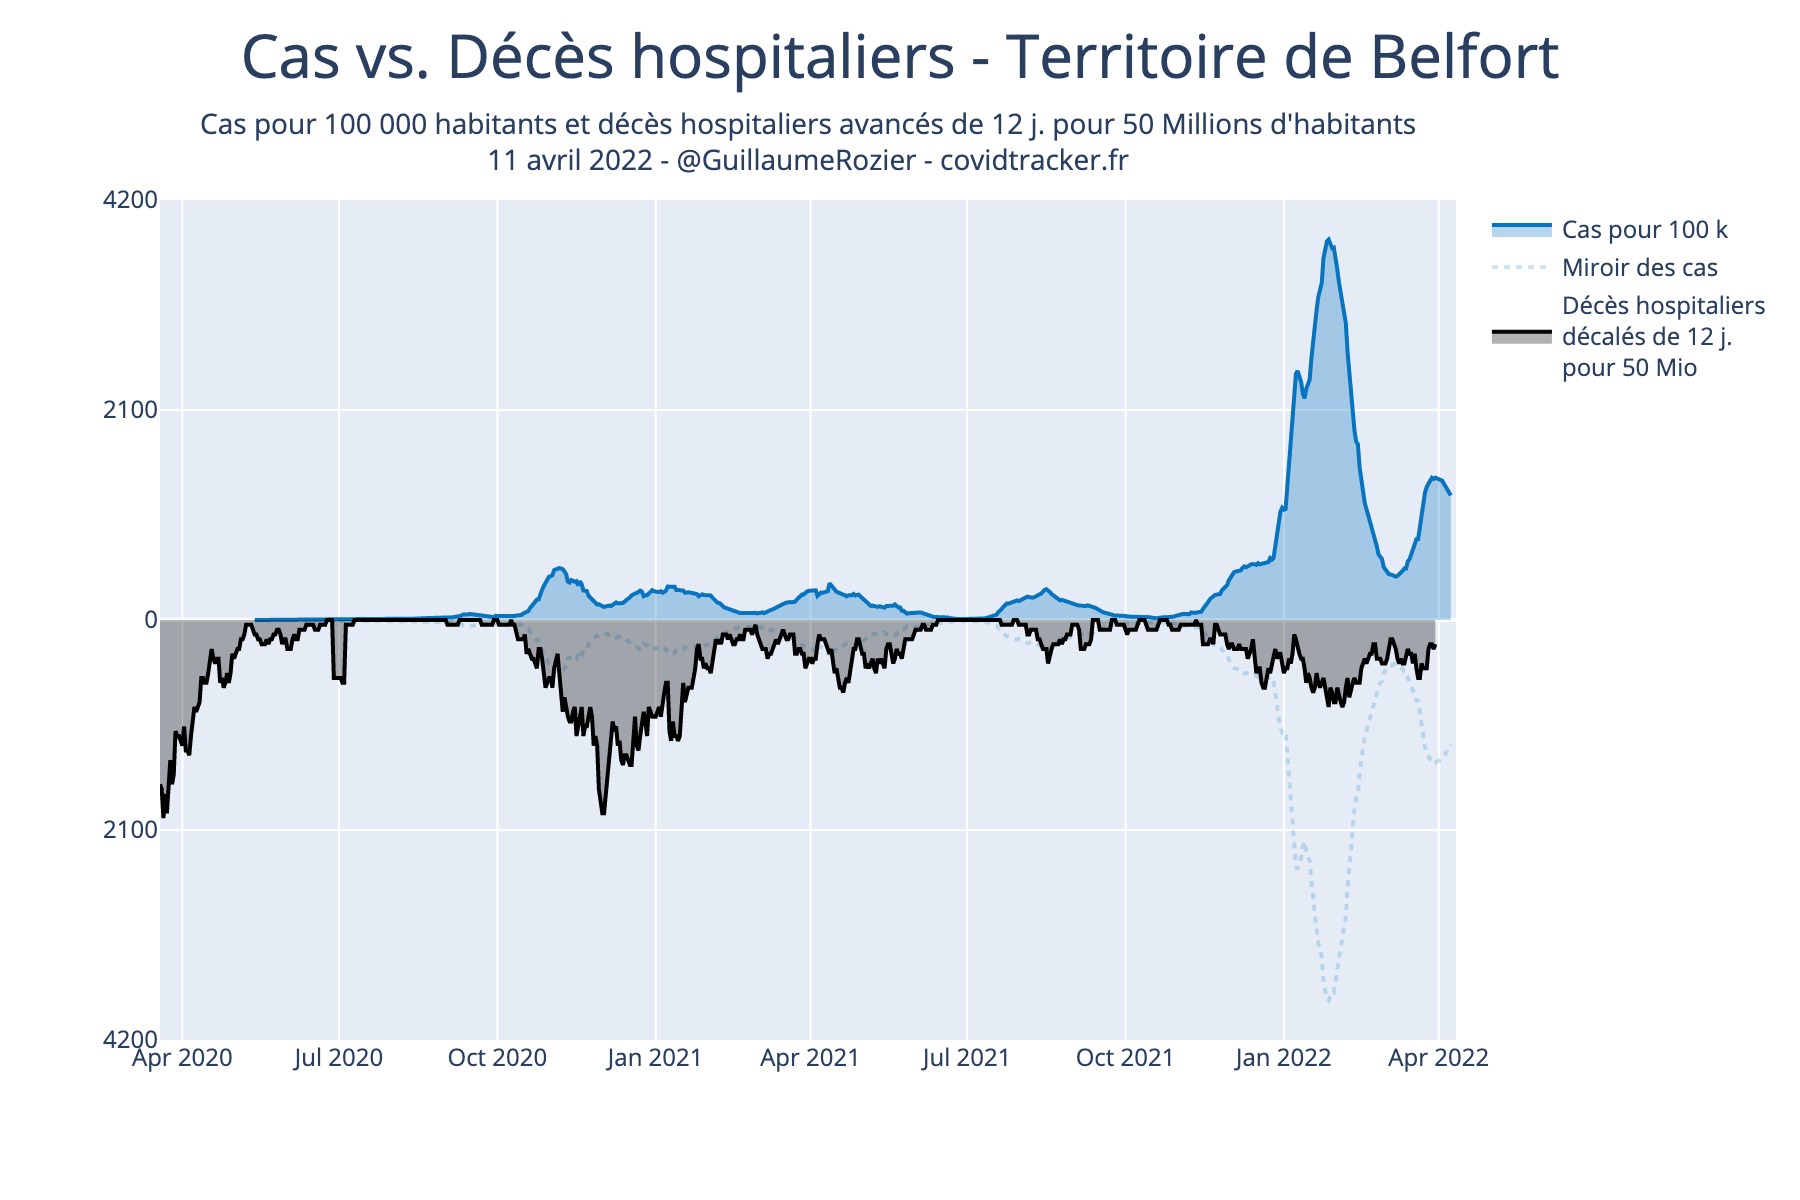 Cas vs. Décès hospitaliers - Territoire de Belfort
Cas pour 100 000 habitants et décès hospitaliers avancés de 12 j. pour 50 Millions d'habitants
11 avril 2022 - @GuillaumeRozier - covidtracker.fr
4200
2100
0
2100
4200
Apr 2020
Jul 2020
Oct 2020
Jan 2021
Apr 2021
Jul 2021
Oct 2021
Jan 2022
Apr 2022
Cas pour 100 k
Miroir des cas
Décès hospitaliers
décalés de 12 j.
pour 50 Mio